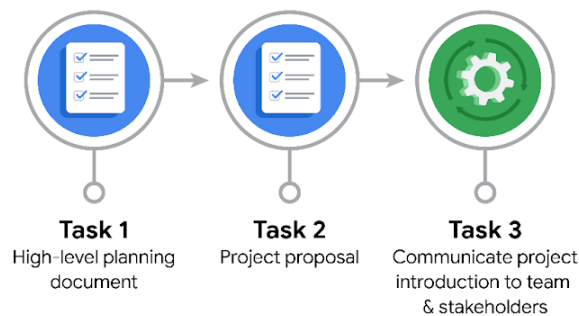 Task 1
High-level planning
document
Task 2
Project proposal
Task 3
Communicate project
introduction to team
& stakeholders